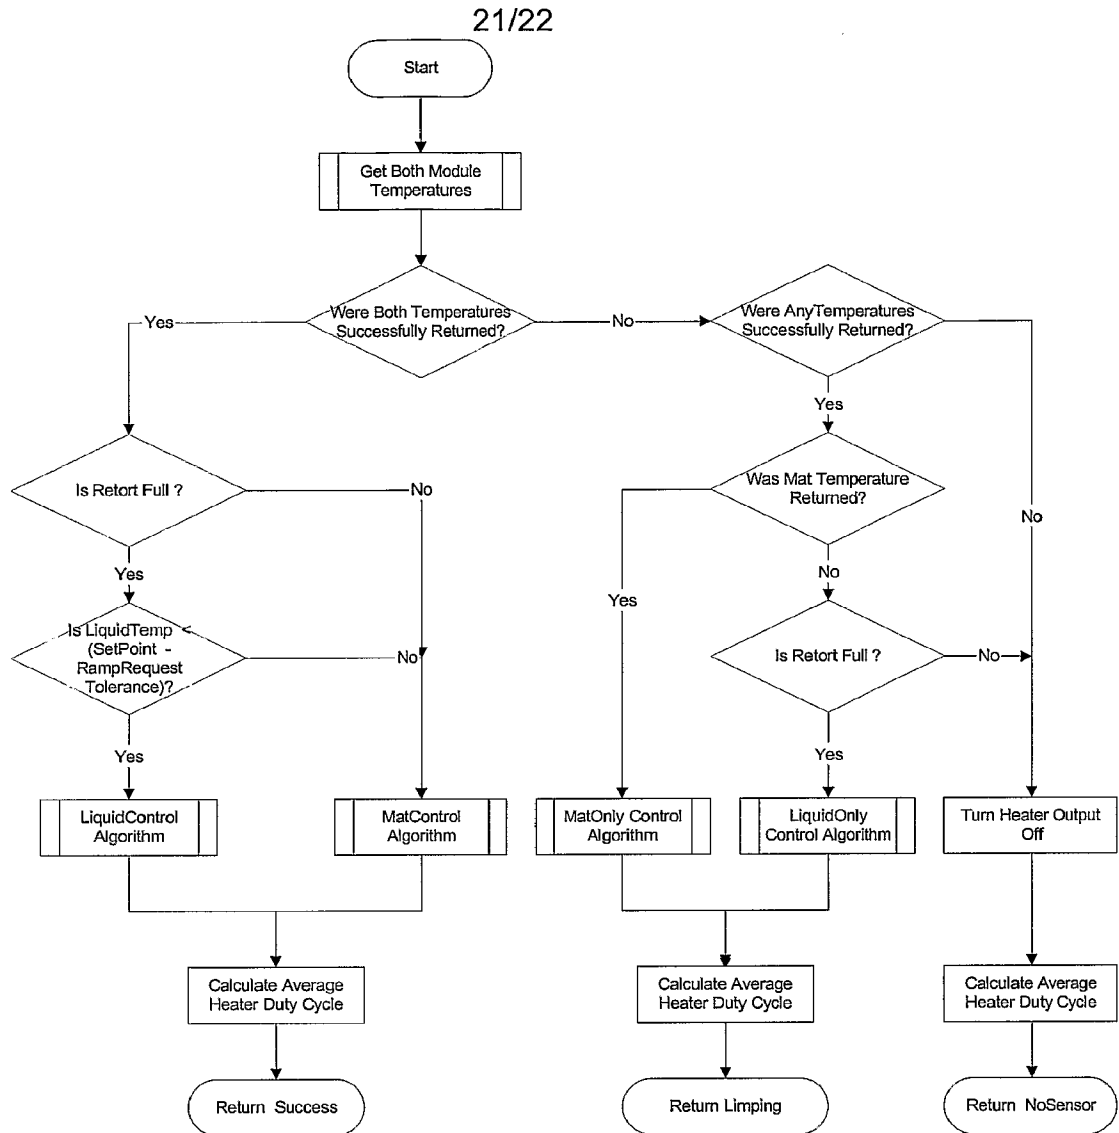 21/22
Start
Get Both Module
Temperatures
Were Both Temperatures
Successfully Returned?
Yes
No
Were AnyTemperatures
Successfully Returned?
Yes
No
Is Retort Full ?
No
Yes
Was Mat Temperature
Returned?
Yes
No
Is LiquidTemp <
(SetPoint -
RampRequest
Tolerance)?
No
Yes
Is Retort Full ?
No
Yes
LiquidControl
Algorithm
MatControl
Algorithm
MatOnly Control
Algorithm
LiquidOnly
Control Algorithm
Turn Heater Output
Off
Calculate Average
Heater Duty Cycle
Calculate Average
Heater Duty Cycle
Calculate Average
Heater Duty Cycle
Return Success
Return Limping
Return NoSensor